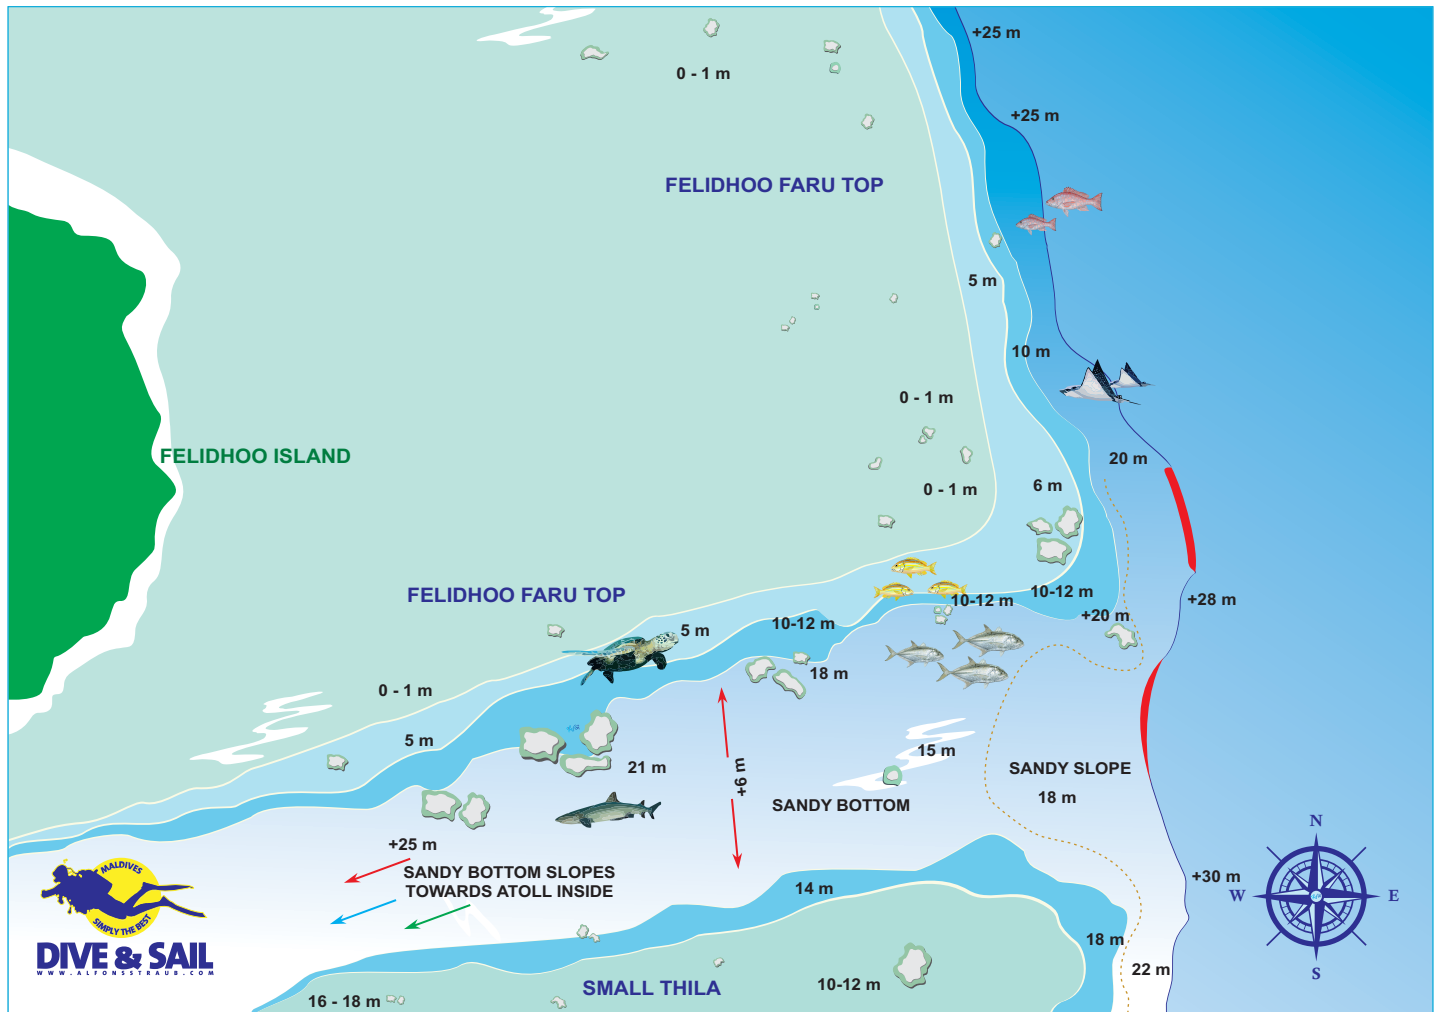 +25 m
0 - 1 m
+25 m
FELIDHOO FARU TOP
5 m
10 m
0 - 1 m
FELIDHOO ISLAND
20 m
0 - 1 m
6 m
FELIDHOO FARU TOP
10-12 m
10-12 m
+28 m
+20 m
10-12 m
5 m
18 m
0 - 1 m
5 m
15 m
21 m
SANDY SLOPE
18 m
+6 m
SANDY BOTTOM
+25 m
SANDY BOTTOM SLOPES
TOWARDS ATOLL INSIDE
14 m
+30 m
N
W
E
S
MALDIVES
SIMPLY THE BEST
DIVE & SAIL
WWW.ALFONSSTRAUB.COM
18 m
22 m
10-12 m
SMALL THILA
16 - 18 m